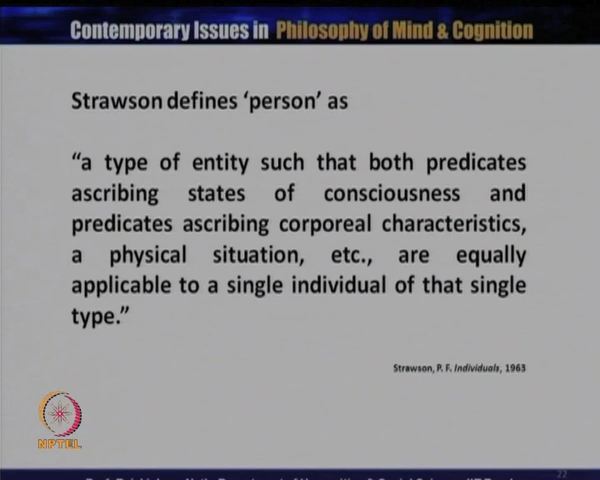 Contemporary Issues in Philosophy of Mind & Cognition
Strawson defines ‘person’ as
“a type of entity such that both predicates
ascribing states of consciousness and
predicates ascribing corporeal characteristics,
a physical situation, etc., are equally
applicable to a single individual of that single
type.”
Strawson, P. F. Individuals, 1963
NPTEL
22